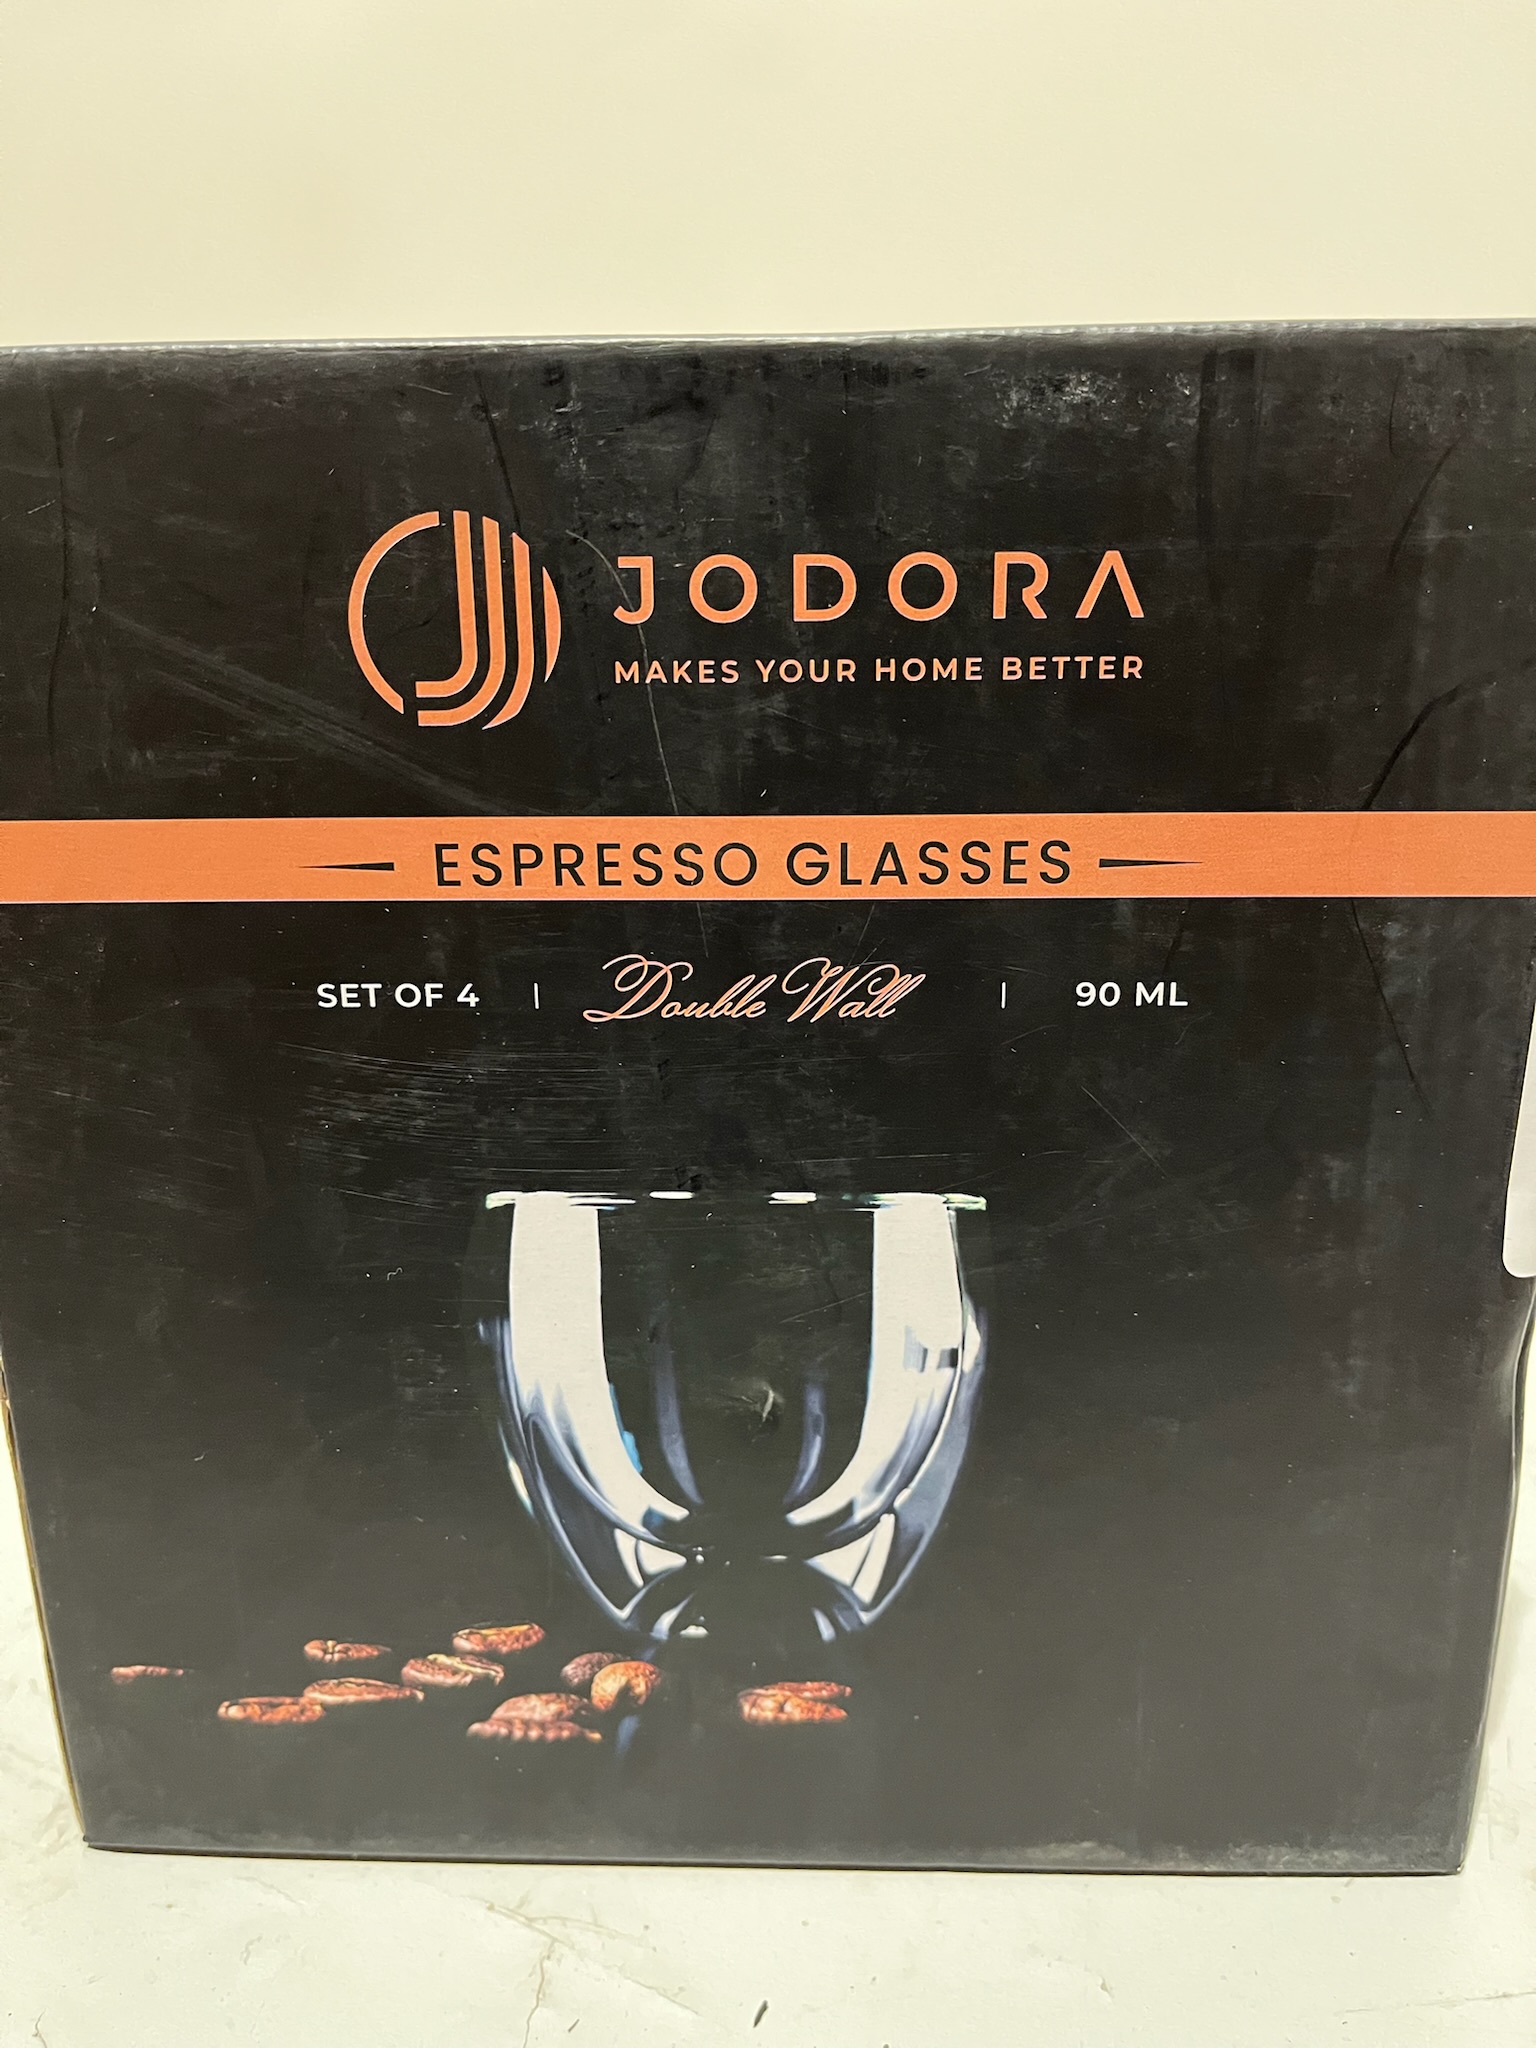 JODORA
MAKES YOUR HOME BETTER
ESPRESSO GLASSES
SET OF 4 | Double Wall | 90 ML